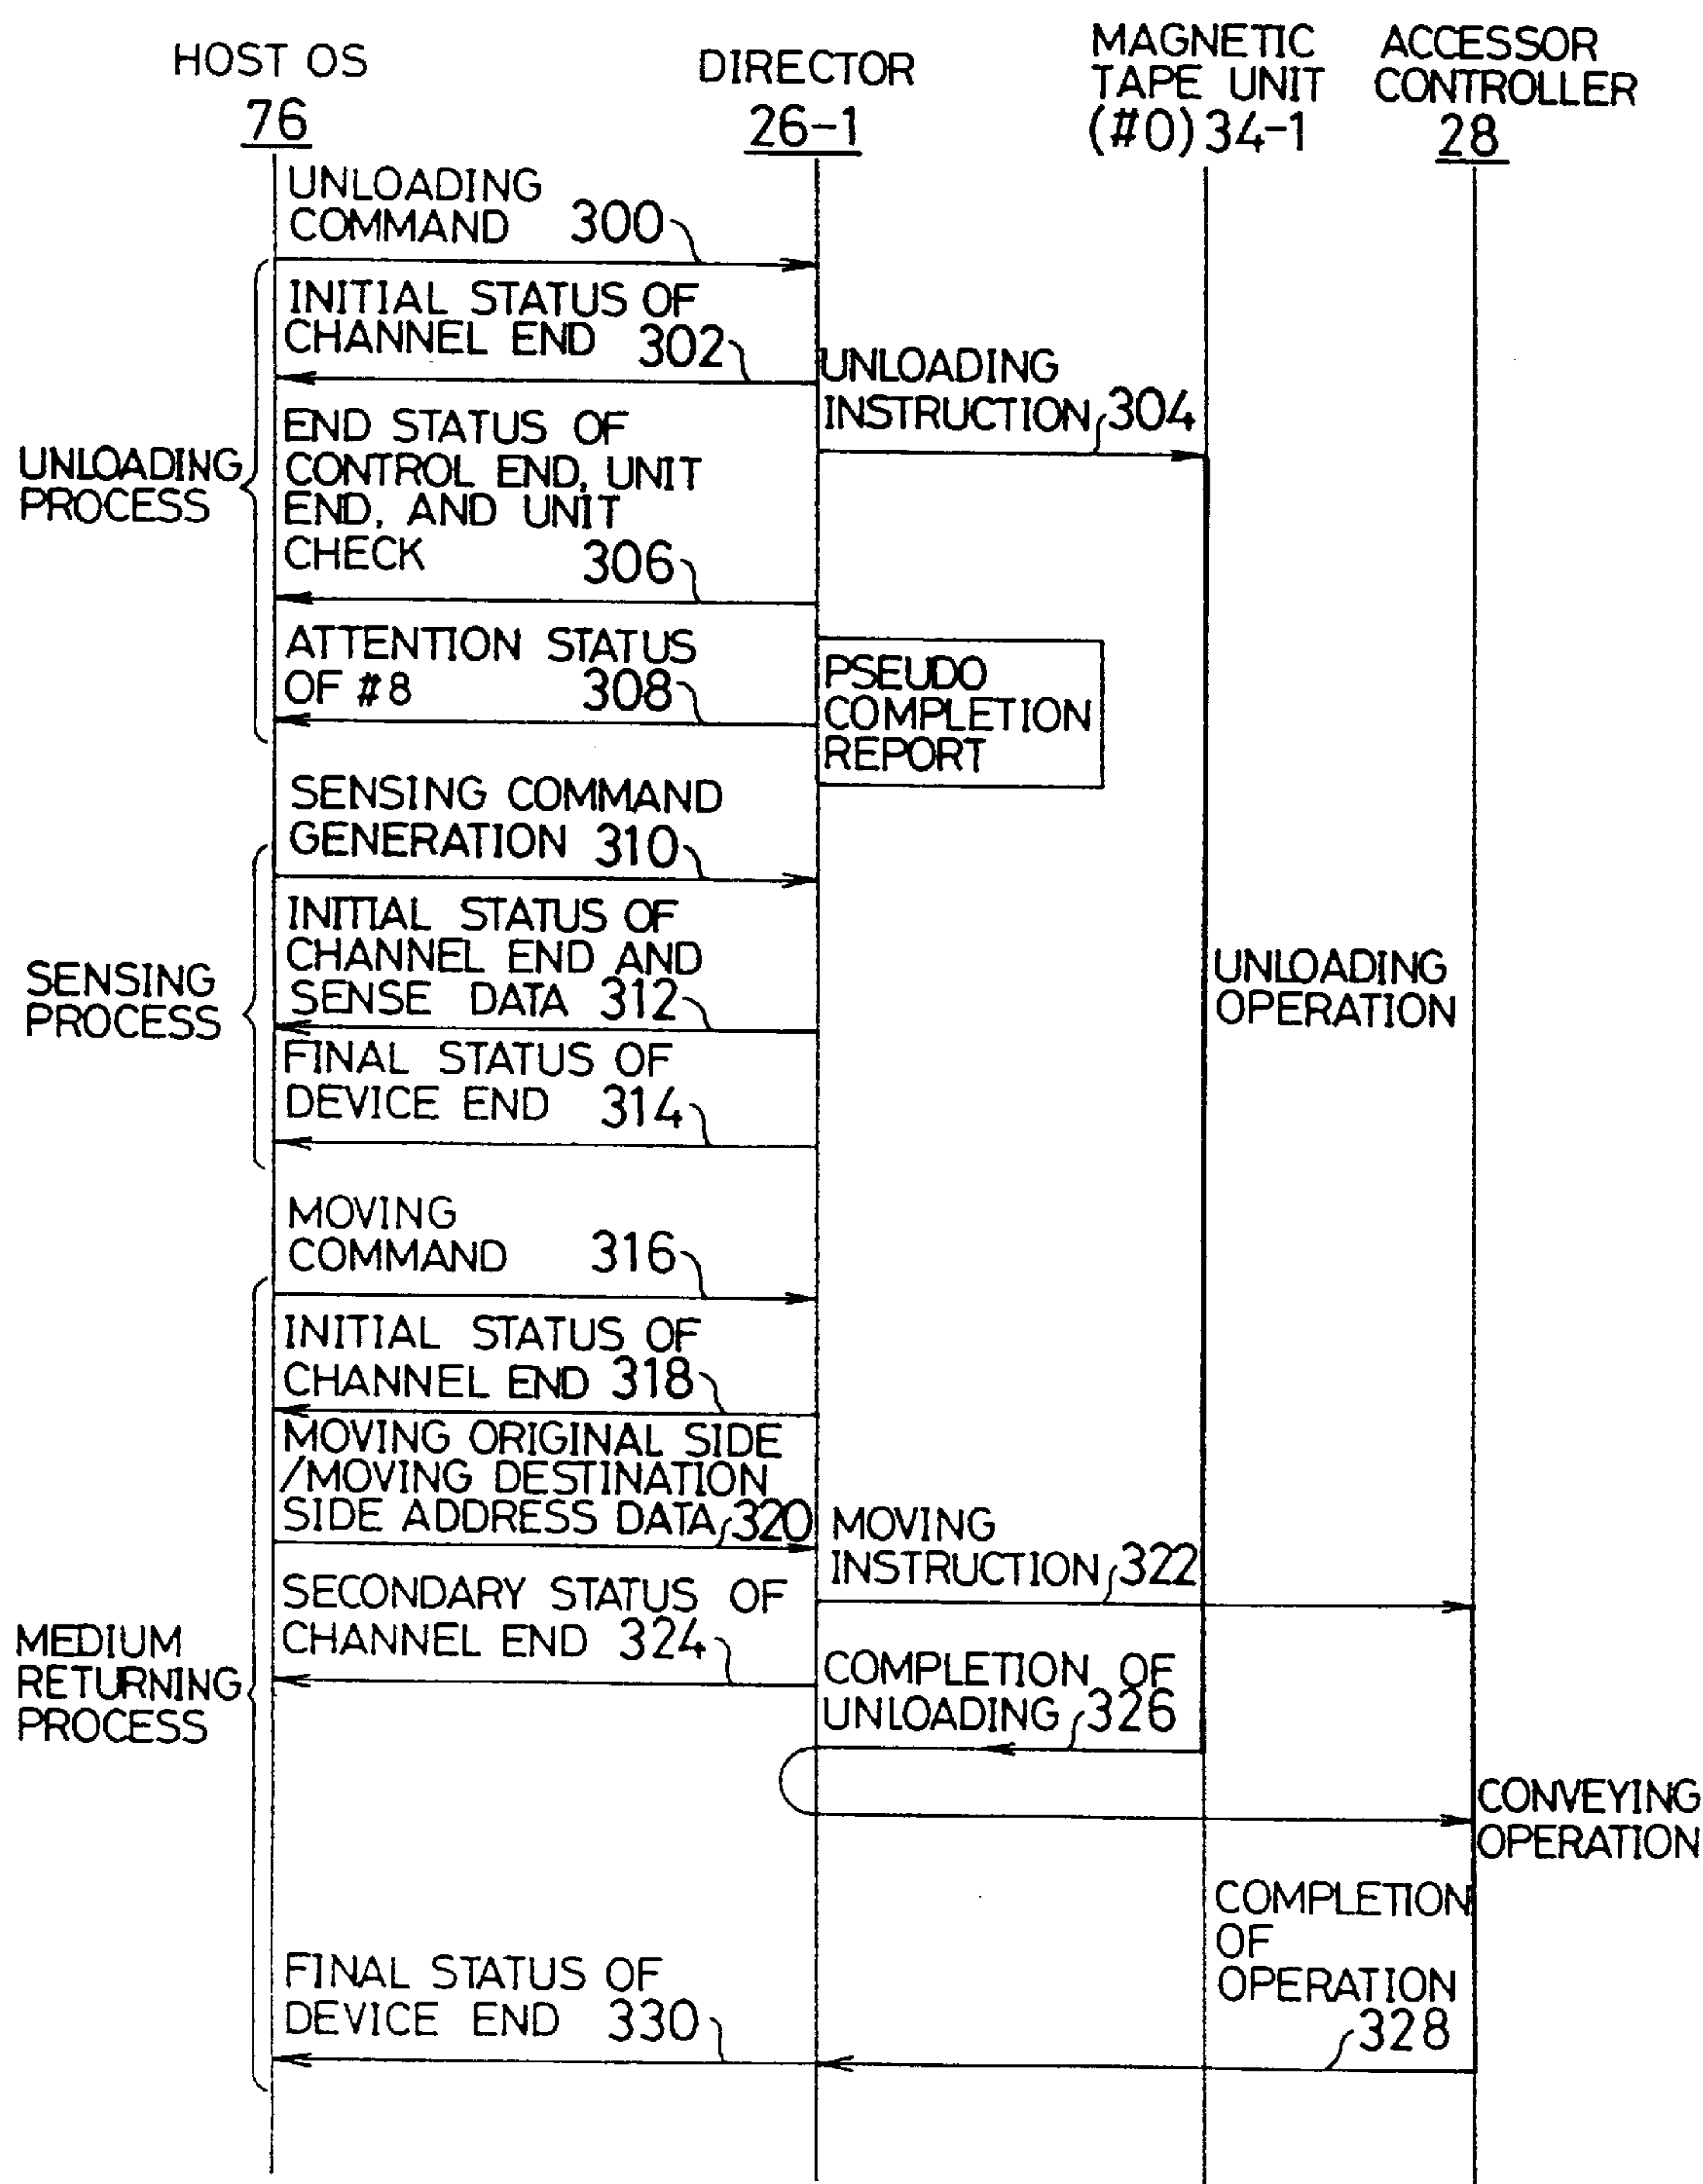 HOST OS
76
DIRECTOR
26-1
MAGNETIC
TAPE UNIT
(#0)34-1
ACCESSOR
CONTROLLER
28
UNLOADING
COMMAND 300
INITIAL STATUS OF
CHANNEL END 302
UNLOADING
INSTRUCTION 304
END STATUS OF
CONTROL END, UNIT
END, AND UNIT
CHECK 306
UNLOADING
PROCESS
ATTENTION STATUS
OF #8 308
PSEUDO
COMPLETION
REPORT
SENSING COMMAND
GENERATION 310
INITIAL STATUS OF
CHANNEL END AND
SENSE DATA 312
SENSING
PROCESS
UNLOADING
OPERATION
FINAL STATUS OF
DEVICE END 314
MOVING
COMMAND 316
INITIAL STATUS OF
CHANNEL END 318
MOVING ORIGINAL SIDE
/MOVING DESTINATION
SIDE ADDRESS DATA 320
MOVING
INSTRUCTION 322
SECONDARY STATUS OF
CHANNEL END 324
MEDIUM
RETURNING
PROCESS
COMPLETION OF
UNLOADING 326
CONVEYING
OPERATION
COMPLETION
OF
OPERATION
328
FINAL STATUS OF
DEVICE END 330